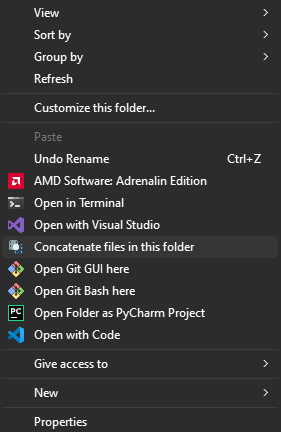 View
Sort by
Group by
Refresh
Customize this folder...
Paste
Undo Rename Ctrl+Z
AMD Software: Adrenalin Edition
Open in Terminal
Open with Visual Studio
Concatenate files in this folder
Open Git GUI here
Open Git Bash here
PC Open Folder as PyCharm Project
Open with Code
Give access to
New
Properties